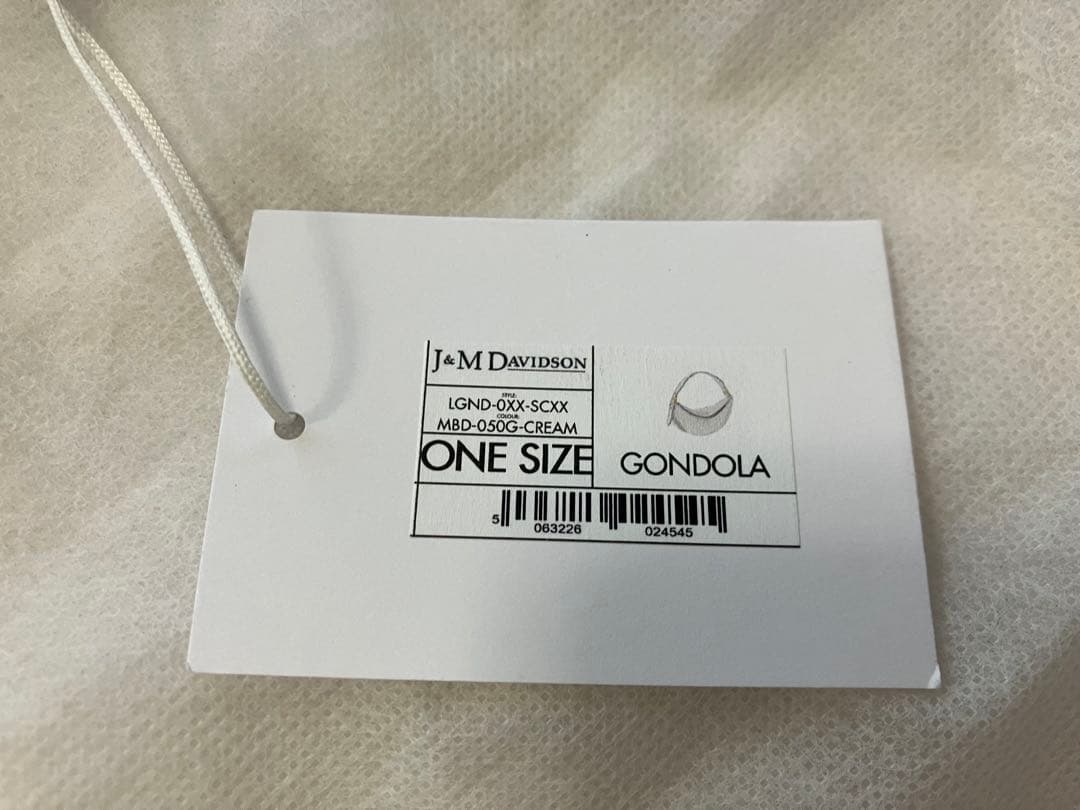 J&M DAVIDSON
STYLE:
LGND-0XX-SCXX
COLOUR:
MBD-050G-CREAM
ONE SIZE
GONDOLA
5 063226 024545